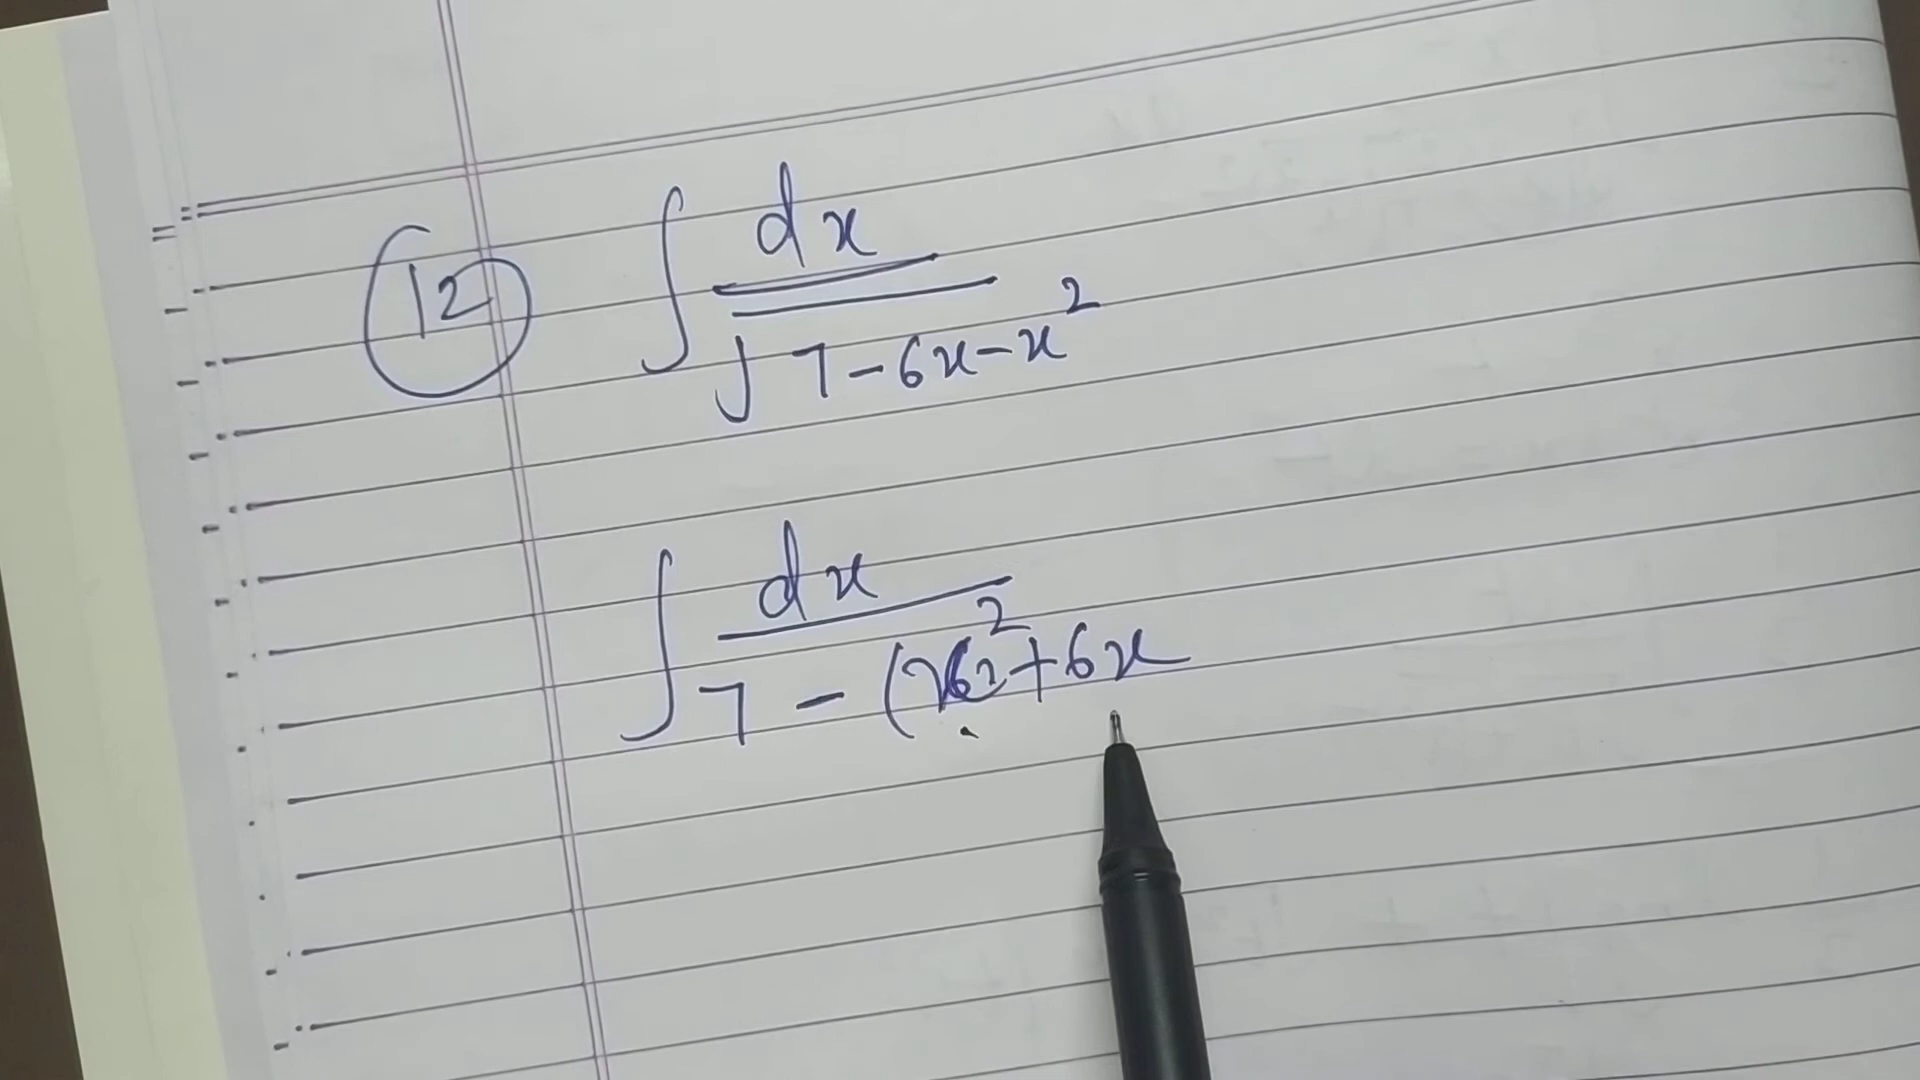 12 ∫ dx
√7-6x-x²
∫ dx
7-(x²+6x